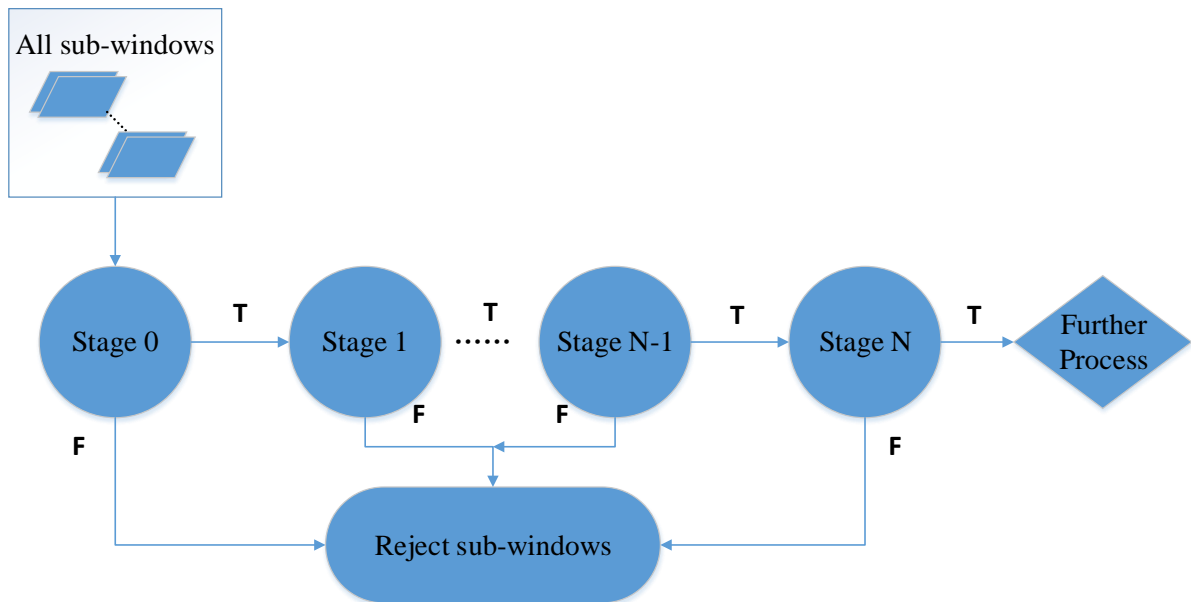 All sub-windows
T
T
T
T
Stage 0
Stage 1
......
Stage N-1
Stage N
Further
Process
F
F
F
F
Reject sub-windows